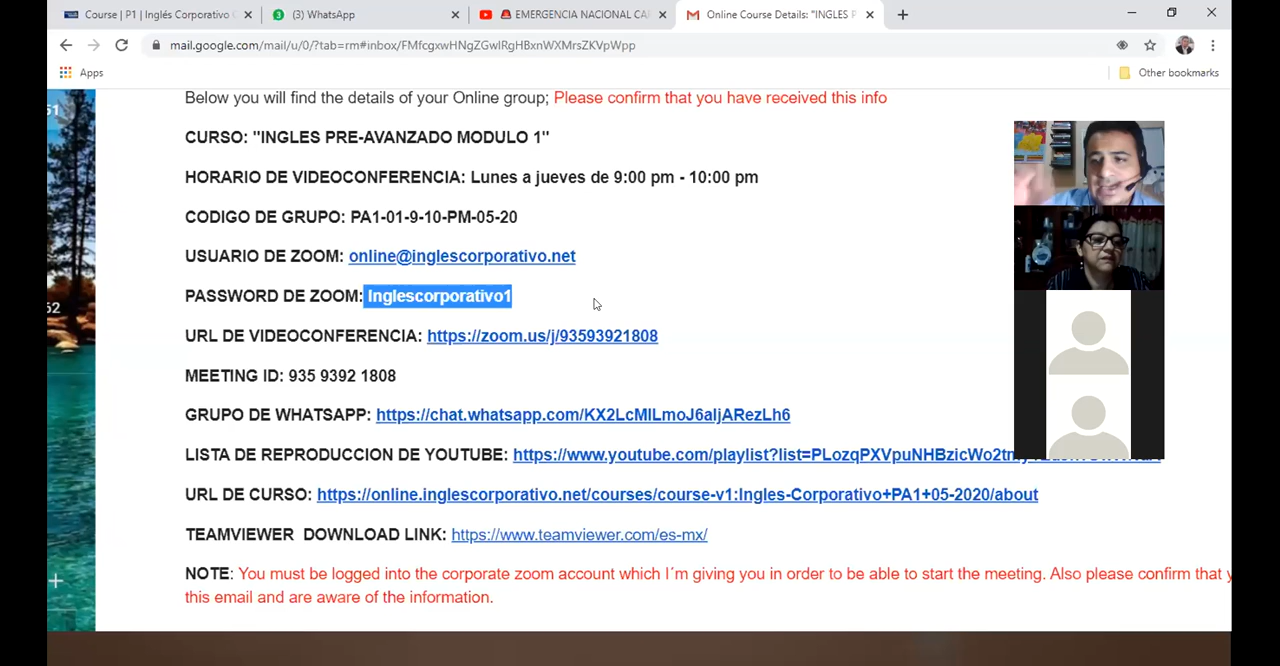 Course | P1 | Inglés Corporativo
(3) WhatsApp
EMERGENCIA NACIONAL
Online Course Details: "INGLES P
mail.google.com/mail/u/0/?tab=rm#inbox/FMfcgxwHNgZGwlRgHBxnWXMrsZKVpWpp
Apps
Other bookmarks
Below you will find the details of your Online group; Please confirm that you have received this info
CURSO: "INGLES PRE-AVANZADO MODULO 1"
HORARIO DE VIDEOCONFERENCIA: Lunes a jueves de 9:00 pm - 10:00 pm
CODIGO DE GRUPO: PA1-01-9-10-PM-05-20
USUARIO DE ZOOM: online@inglescorporativo.net
PASSWORD DE ZOOM: Inglescorporativo1
URL DE VIDEOCONFERENCIA: https://zoom.us/j/93593921808
MEETING ID: 935 9392 1808
GRUPO DE WHATSAPP: https://chat.whatsapp.com/KX2LcMILmoJ6aljARezLh6
LISTA DE REPRODUCCION DE YOUTUBE: https://www.youtube.com/playlist?list=PLozqPXVpuNHBzicWo2tn
URL DE CURSO: https://online.inglescorporativo.net/courses/course-v1:Ingles-Corporativo+PA1+05-2020/about
TEAMVIEWER DOWNLOAD LINK: https://www.teamviewer.com/es-mx/
NOTE: You must be logged into the corporate zoom account which I´m giving you in order to be able to start the meeting. Also please confirm that
this email and are aware of the information.